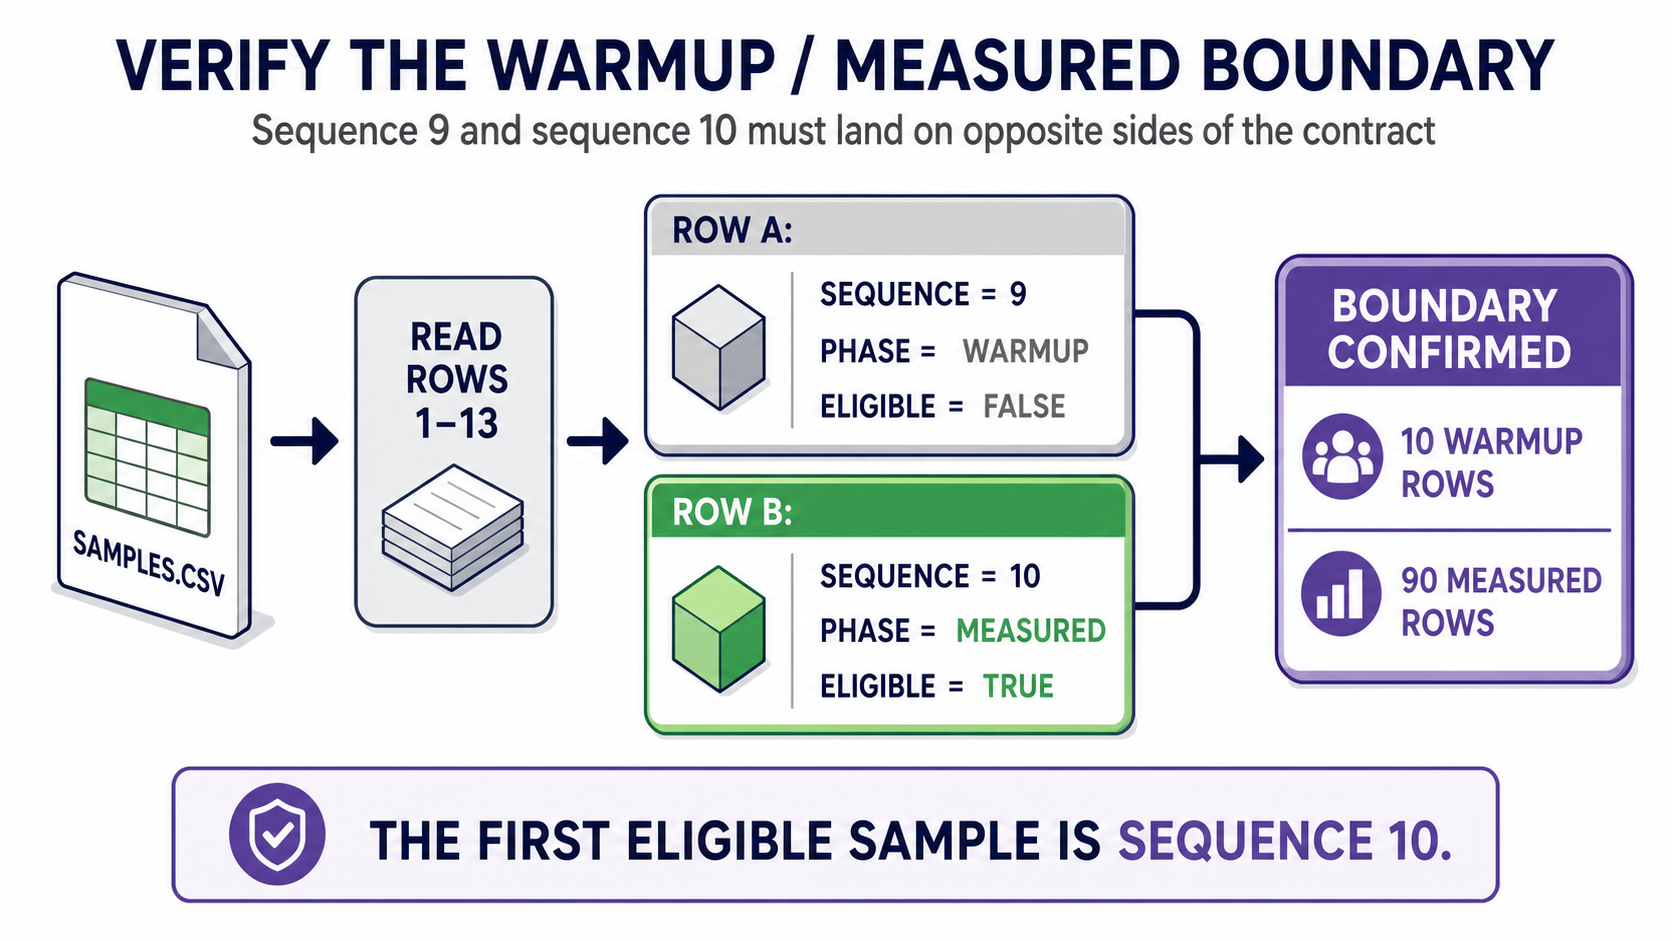 VERIFY THE WARMUP / MEASURED BOUNDARY
Sequence 9 and sequence 10 must land on opposite sides of the contract
SAMPLES.CSV
READ
ROWS
1–13
ROW A:
SEQUENCE = 9
PHASE = WARMUP
ELIGIBLE = FALSE
ROW B:
SEQUENCE = 10
PHASE = MEASURED
ELIGIBLE = TRUE
BOUNDARY
CONFIRMED
10 WARMUP
ROWS
90 MEASURED
ROWS
THE FIRST ELIGIBLE SAMPLE IS SEQUENCE 10.